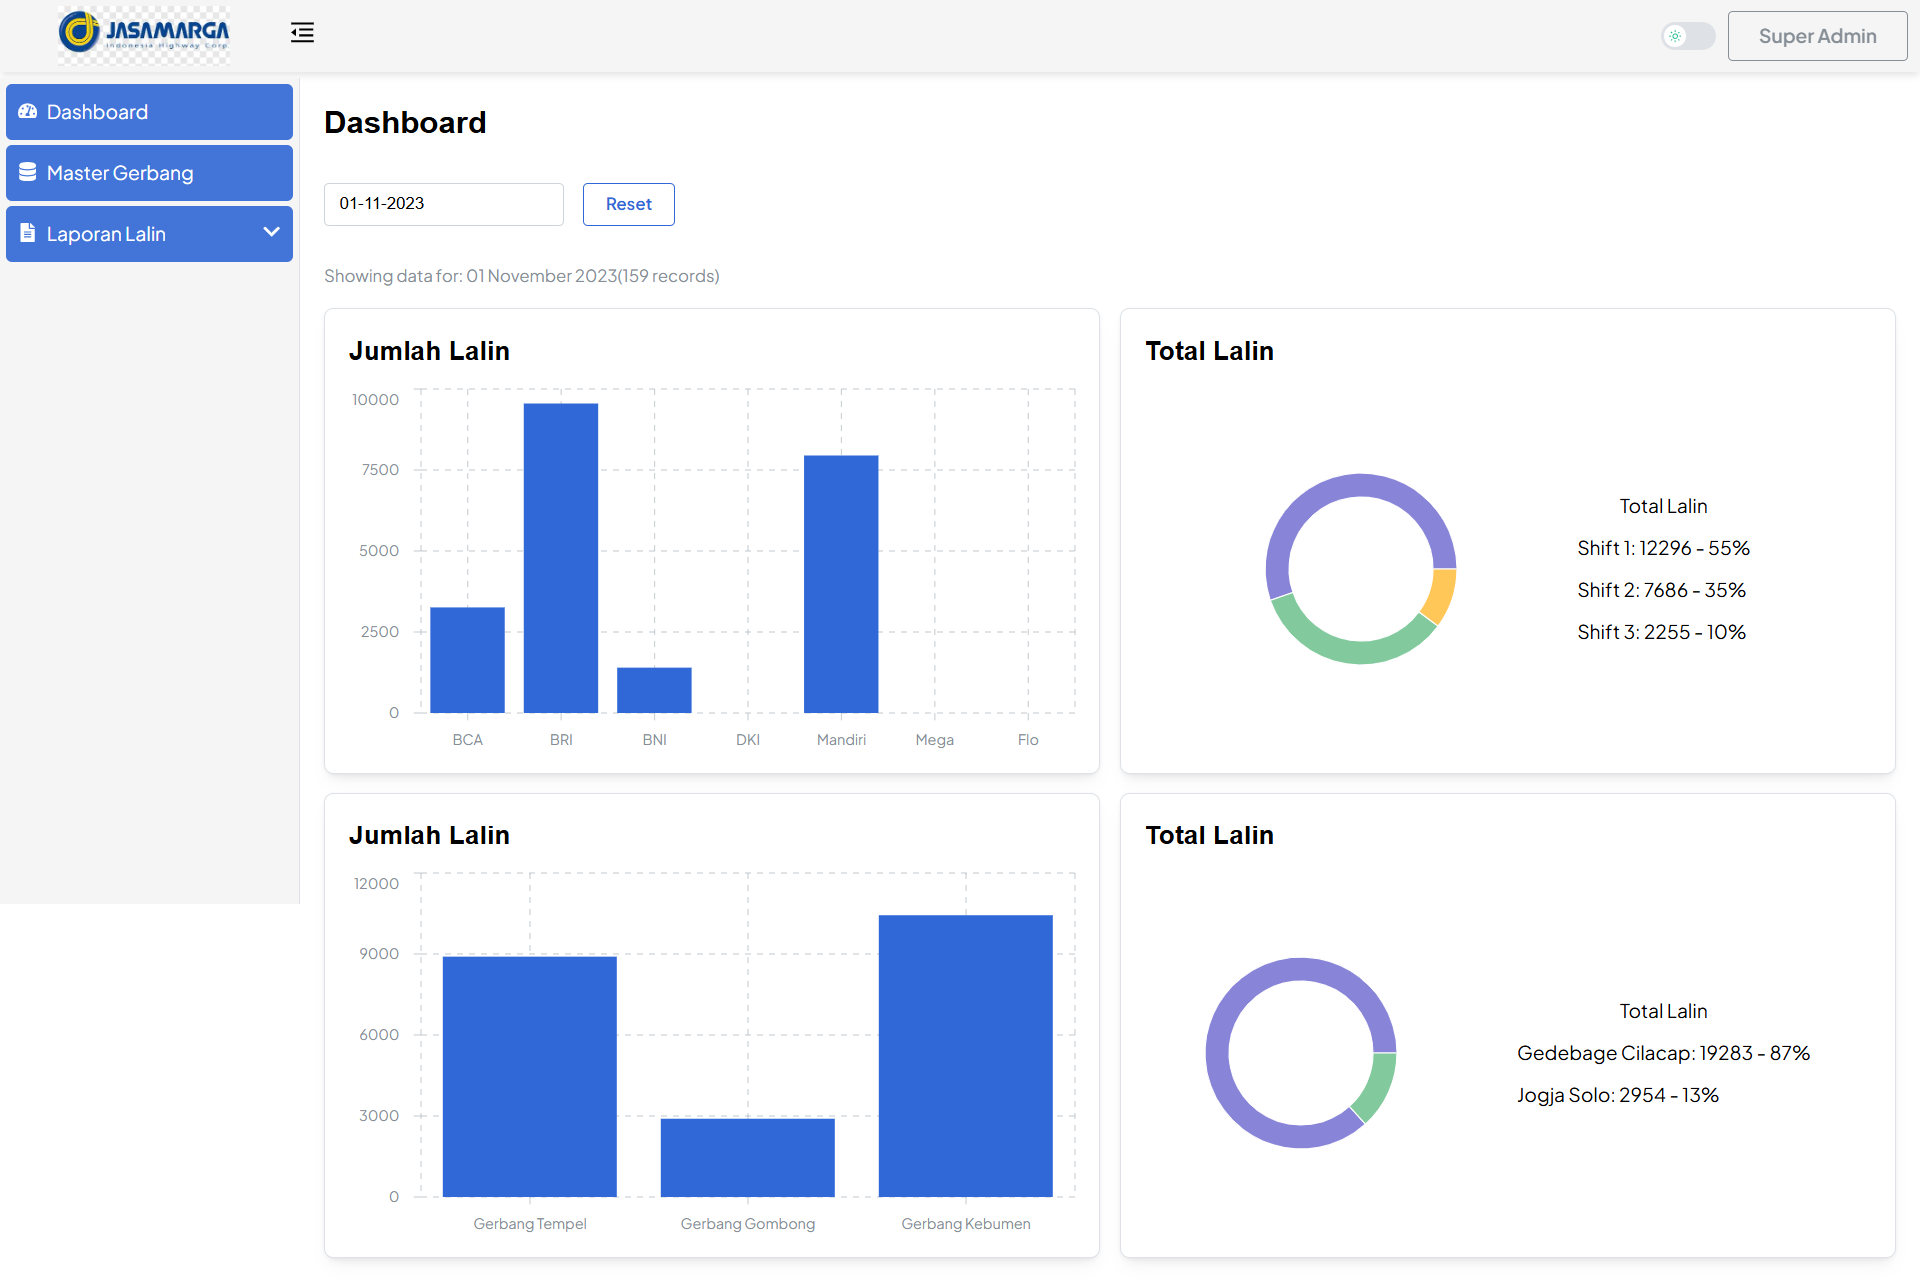 JASAMARGA
Indonesia Highway Corp.
Super Admin
Dashboard
Master Gerbang
Laporan Lalin
Dashboard
01-11-2023
Reset
Showing data for: 01 November 2023(159 records)
Jumlah Lalin
10000
7500
5000
2500
0
BCA BRI BNI DKI Mandiri Mega Flo
Total Lalin
Total Lalin
Shift 1: 12296 - 55%
Shift 2: 7686 - 35%
Shift 3: 2255 - 10%
Jumlah Lalin
12000
9000
6000
3000
0
Gerbang Tempel Gerbang Gombong Gerbang Kebumen
Total Lalin
Total Lalin
Gedebage Cilacap: 19283 - 87%
Jogja Solo: 2954 - 13%